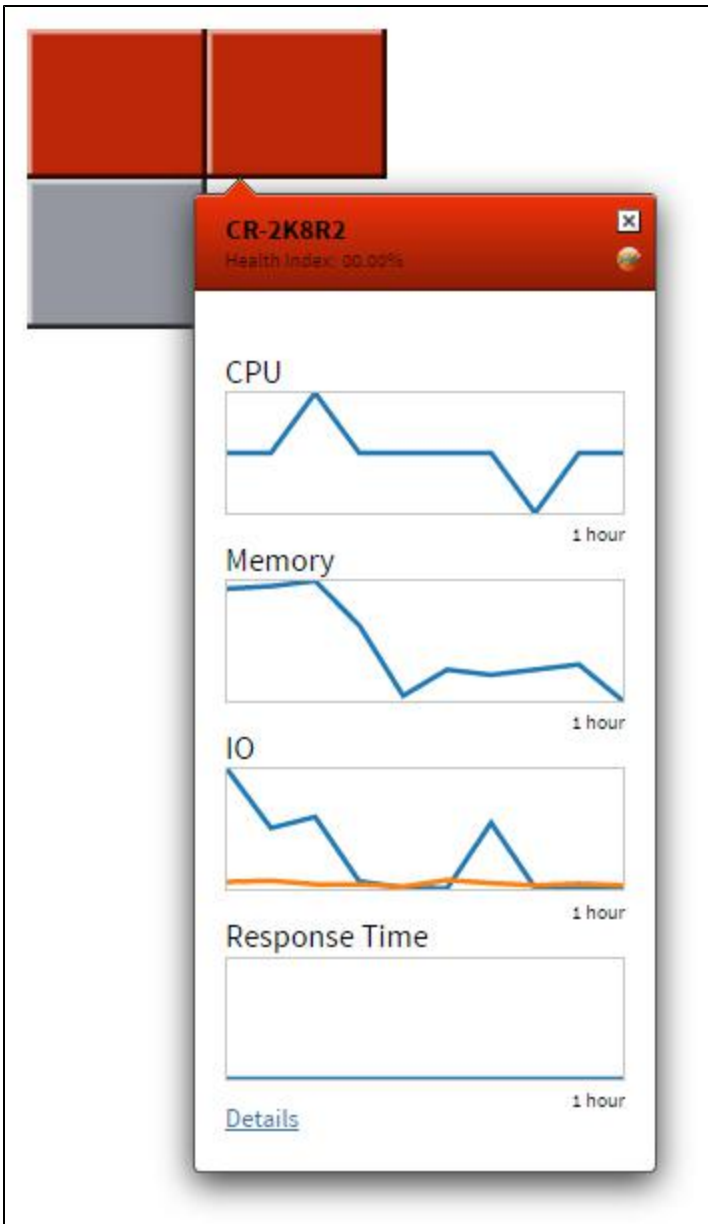 CR-2K8R2
Health Index: 00.00%
CPU
1 hour
Memory
1 hour
IO
1 hour
Response Time
1 hour
Details